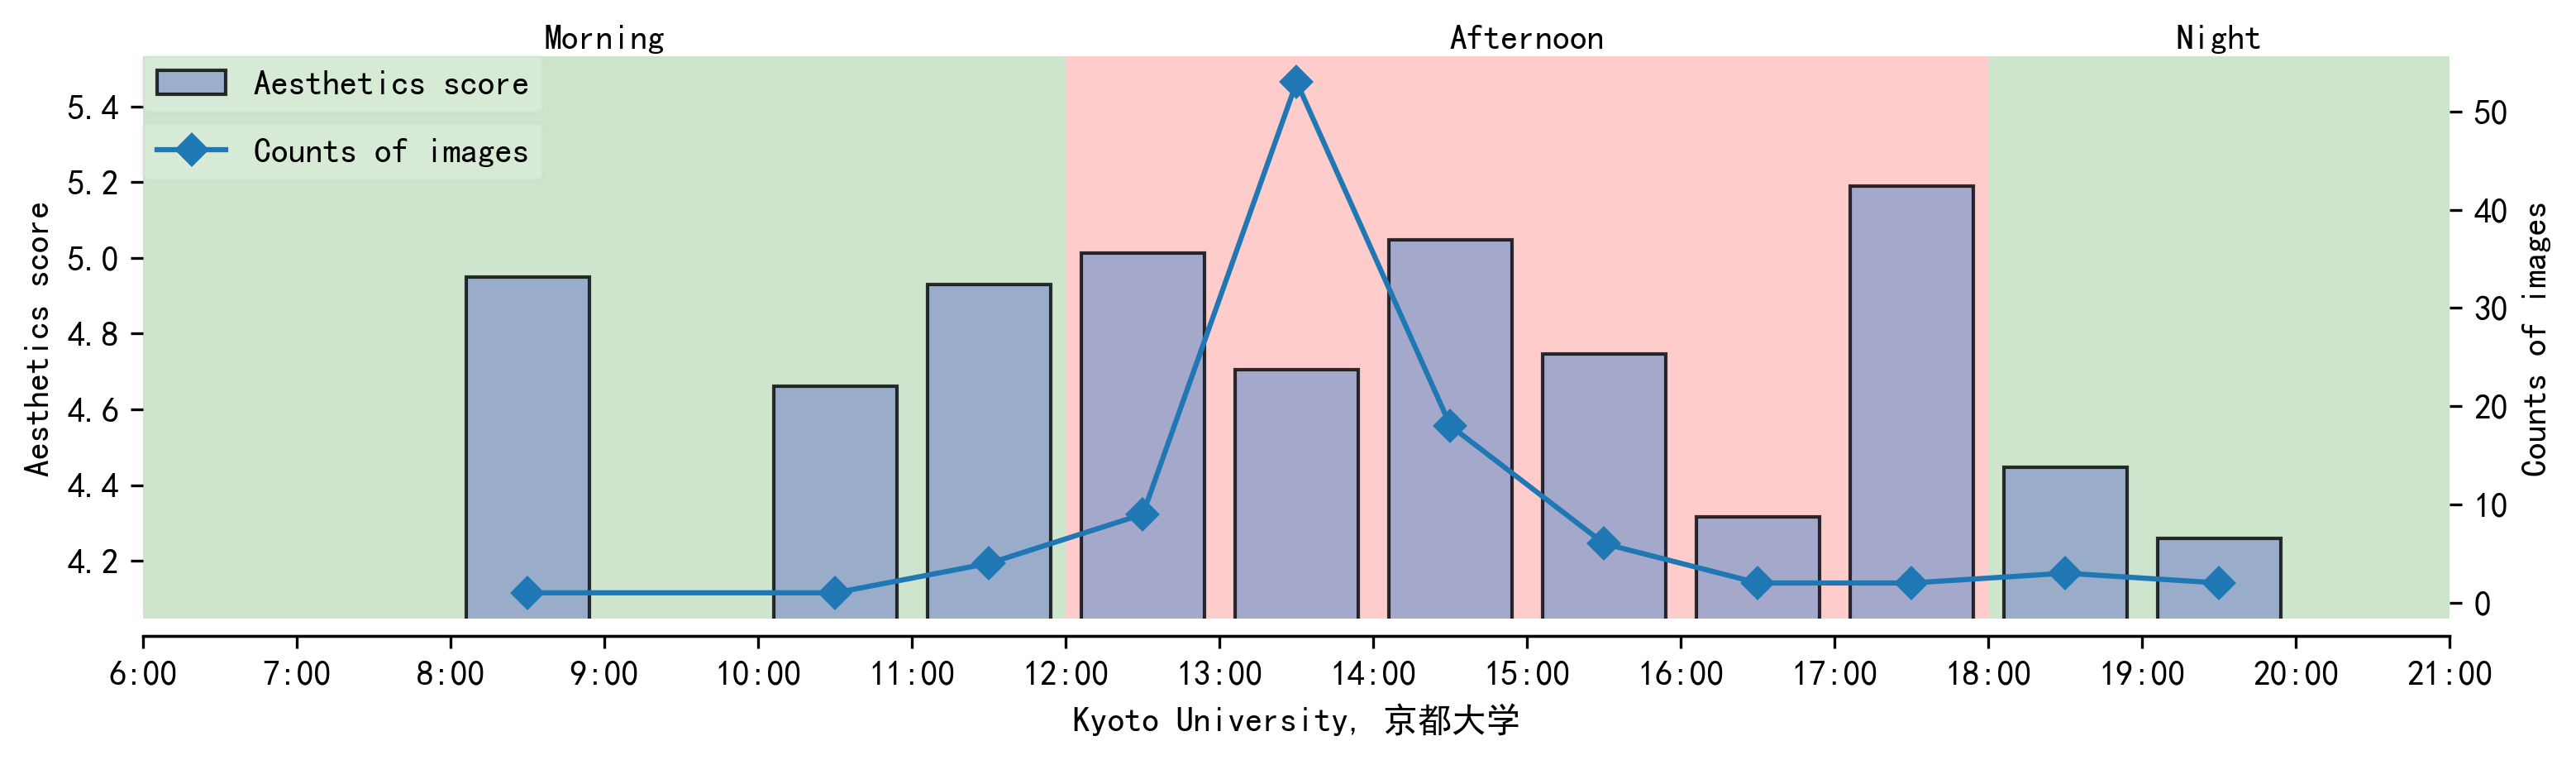 Morning Afternoon Night
Aesthetics score
Counts of images
Aesthetics score
5.4
5.2
5.0
4.8
4.6
4.4
4.2
50
40
30
20
10
0
Counts of images
6:00 7:00 8:00 9:00 10:00 11:00 12:00 13:00 14:00 15:00 16:00 17:00 18:00 19:00 20:00 21:00
Kyoto University, 京都大学